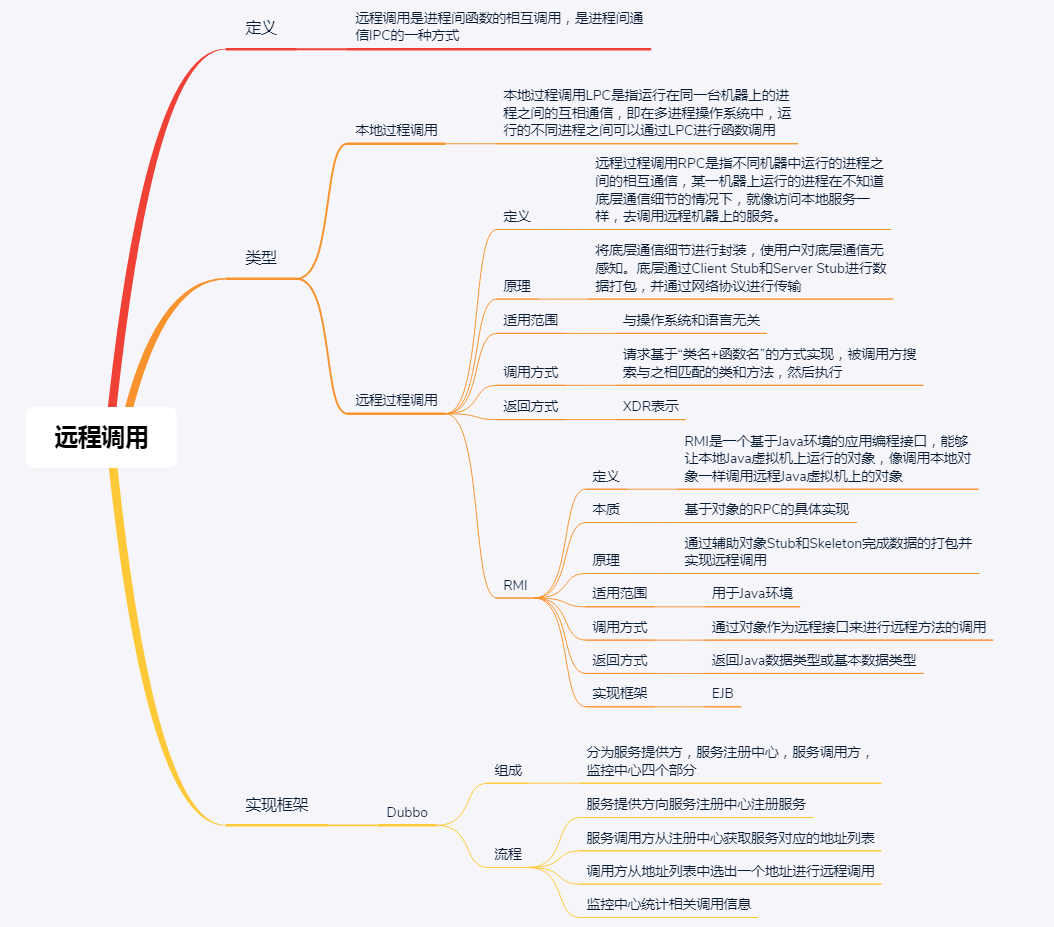 定义
远程调用是进程间函数的相互调用，是进程间通
信IPC的一种方式
本地过程调用LPC是指运行在同一台机器上的进
程之间的互相通信，即在多进程操作系统中，运
行的不同进程之间可以通过LPC进行函数调用
本地过程调用
远程过程调用RPC是指不同机器中运行的进程之
间的相互通信，某一机器上运行的进程在不知道
底层通信细节的情况下，就像访问本地服务一
样，去调用远程机器上的服务。
定义
类型
将底层通信细节进行封装，使用户对底层通信无
感知。底层通过Client Stub和Server Stub进行数
据打包，并通过网络协议进行传输
原理
适用范围
与操作系统和语言无关
请求基于“类名+函数名”的方式实现，被调用方搜
索与之相匹配的类和方法，然后执行
调用方式
远程过程调用
返回方式
XDR表示
远程调用
RMI是一个基于Java环境的应用编程接口，能够
让本地Java虚拟机上运行的对象，像调用本地对
象一样调用远程Java虚拟机上的对象
定义
本质
基于对象的RPC的具体实现
通过辅助对象Stub和Skeleton完成数据的打包并
实现远程调用
原理
RMI
适用范围
用于Java环境
调用方式
通过对象作为远程接口来进行远程方法的调用
返回方式
返回Java数据类型或基本数据类型
实现框架
EJB
分为服务提供方，服务注册中心，服务调用方，
监控中心四个部分
组成
实现框架
Dubbo
服务提供方向服务注册中心注册服务
服务调用方从注册中心获取服务对应的地址列表
流程
调用方从地址列表中选出一个地址进行远程调用
监控中心统计相关调用信息